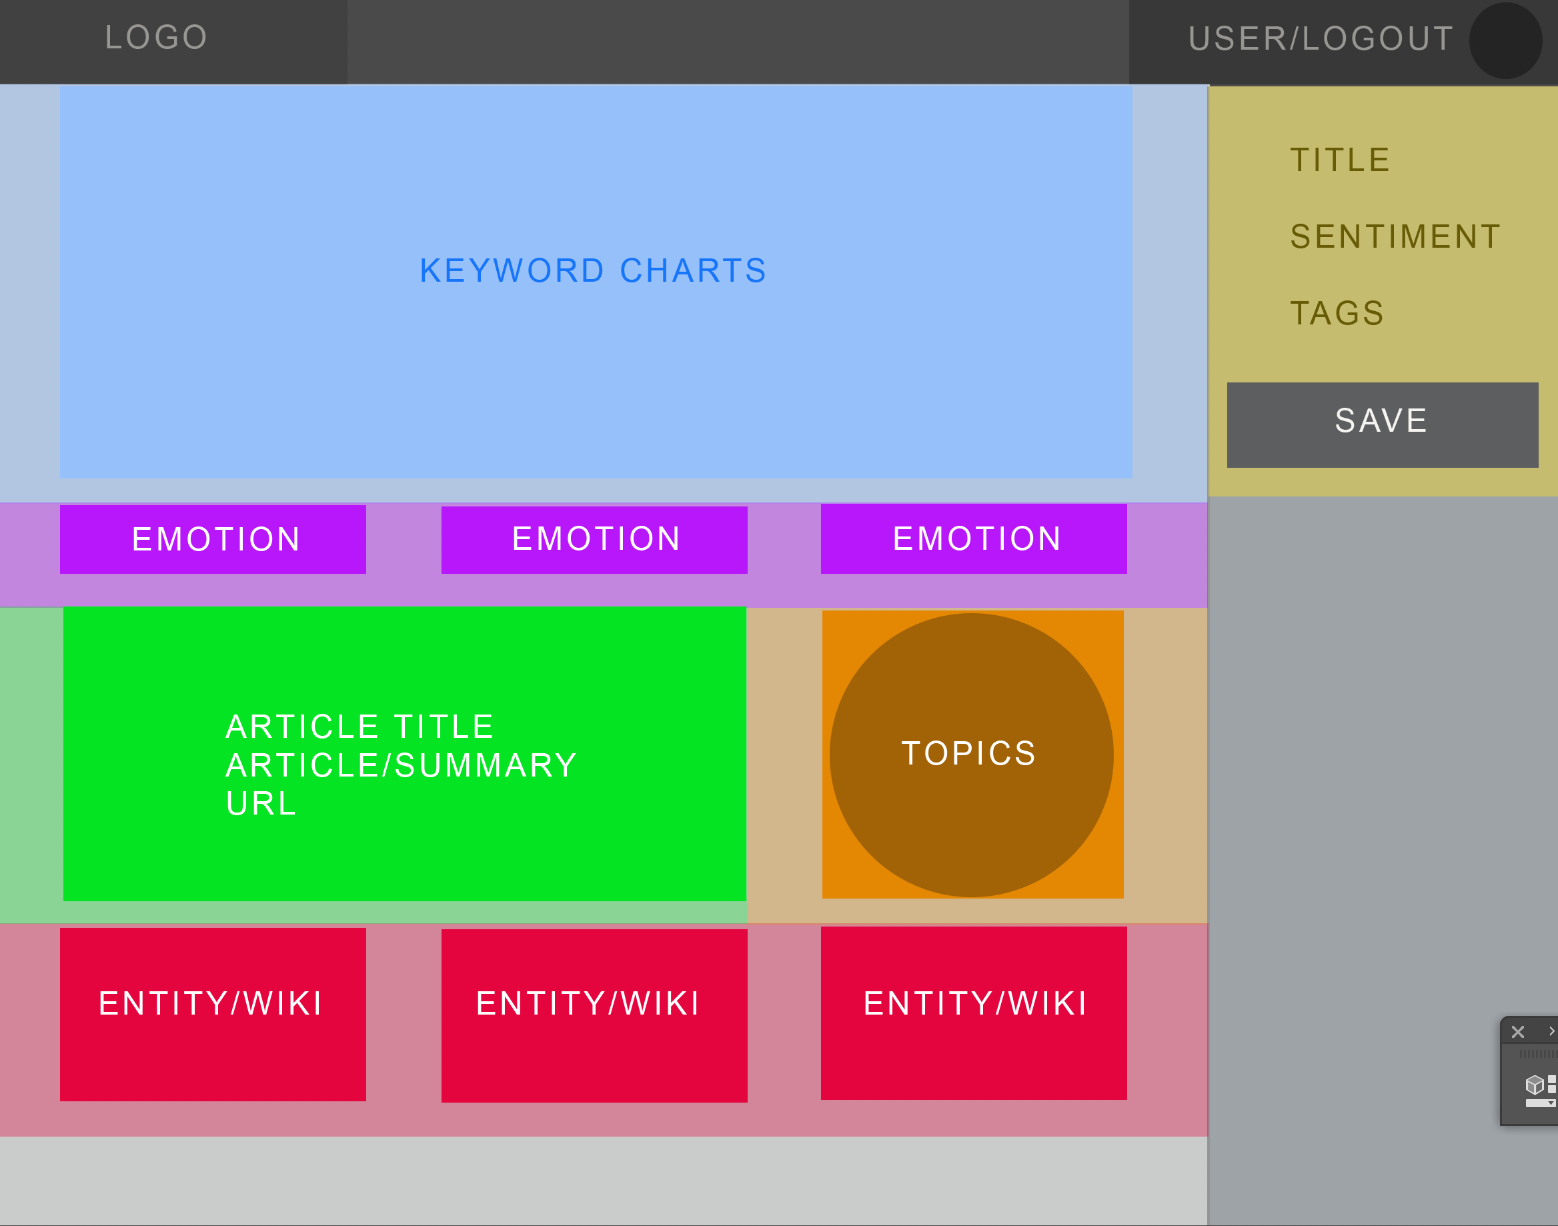 LOGO
USER/LOGOUT
KEYWORD CHARTS
TITLE
SENTIMENT
TAGS
SAVE
EMOTION
EMOTION
EMOTION
ARTICLE TITLE
ARTICLE/SUMMARY
URL
TOPICS
ENTITY/WIKI
ENTITY/WIKI
ENTITY/WIKI